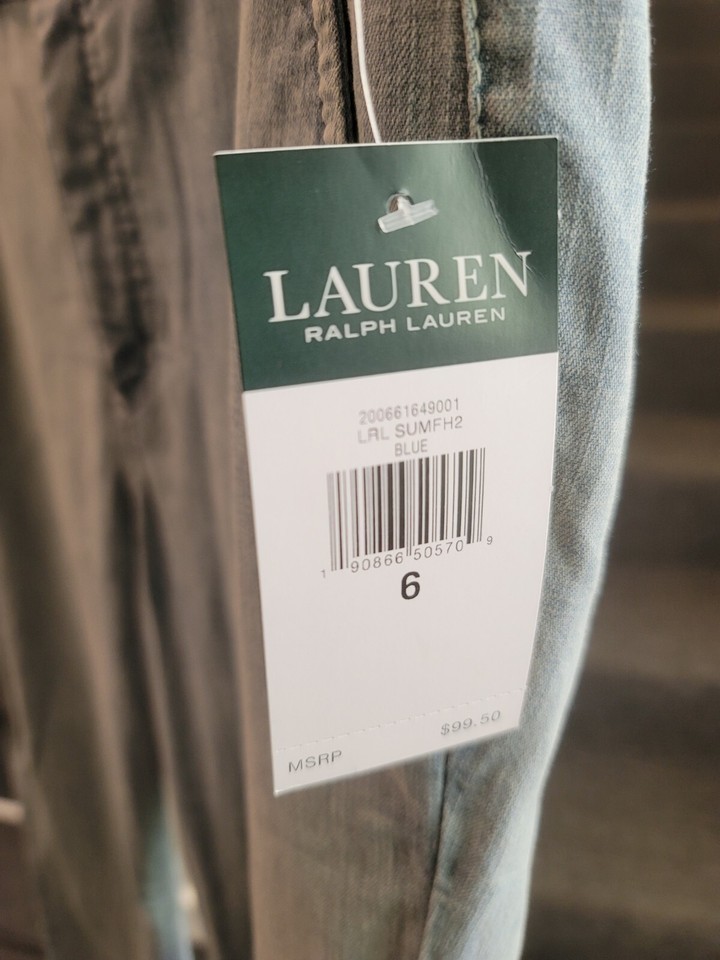 LAUREN
RALPH LAUREN
200661649001
LRL SUMFH2
BLUE
1 90866 50570 9
6
MSRP $99.50